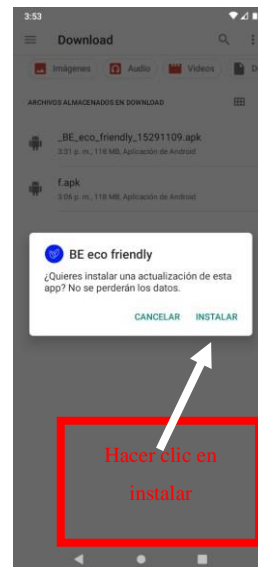 3:53
Download
Imágenes
Audio
Videos
D
ARCHIVOS ALMACENADOS EN DOWNLOAD
_BE_eco_friendly_15291109.apk
3:31 p. m., 118 MB, Aplicación de Android
f.apk
3:06 p. m., 118 MB, Aplicación de Android
BE eco friendly
¿Quieres instalar una actualización de esta
app? No se perderán los datos.
CANCELAR INSTALAR
Hacer clic en
instalar